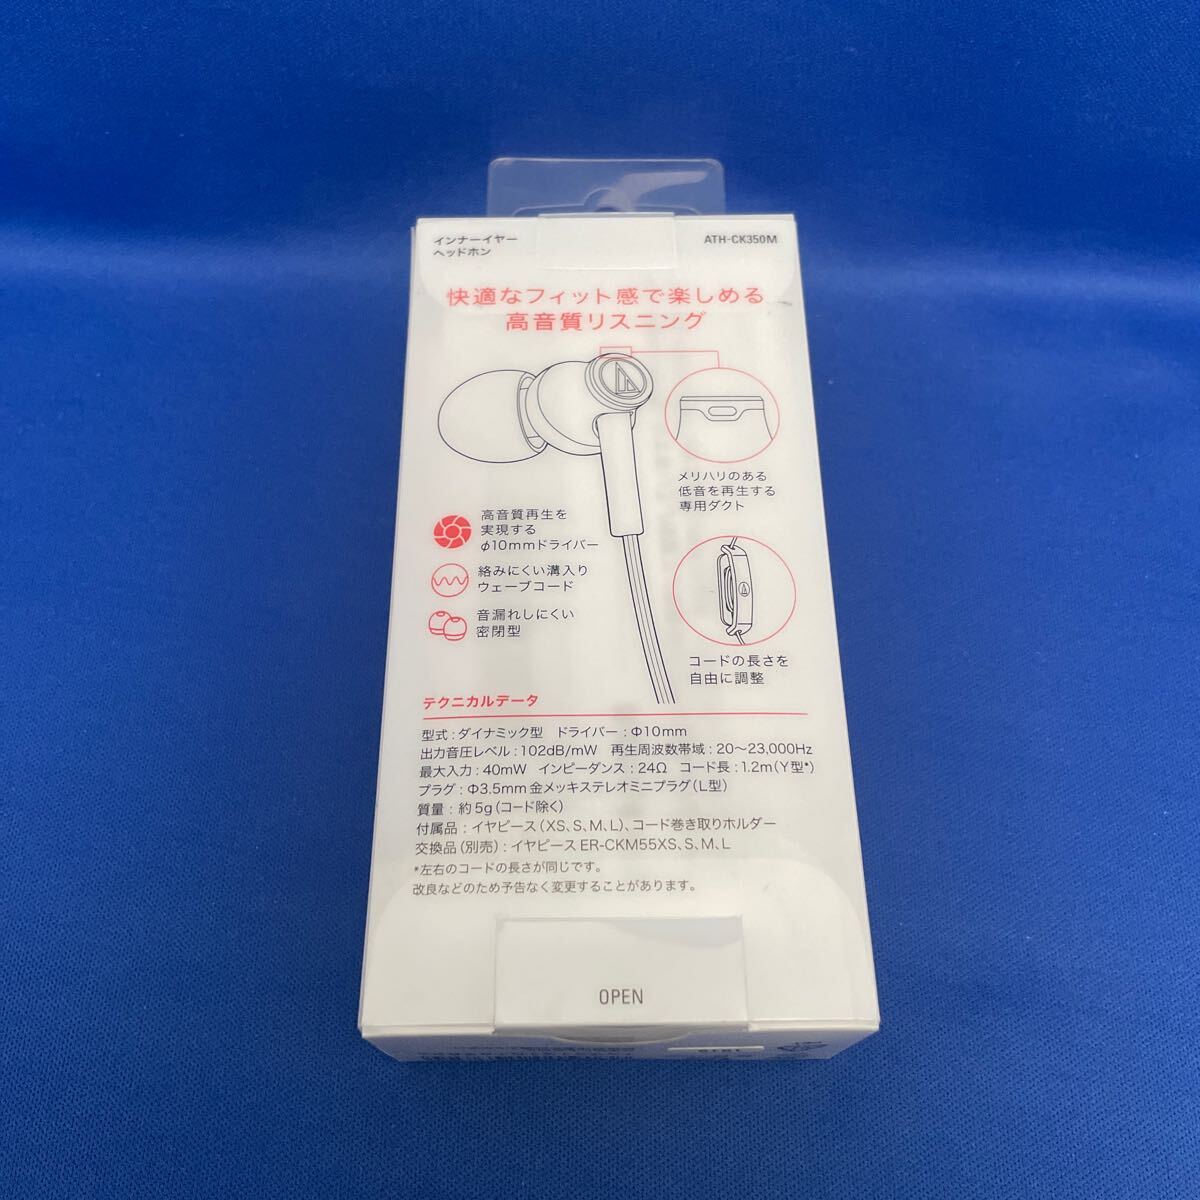 インナーイヤー
ヘッドホン
ATH-CK350M
快適なフィット感で楽しめる
高音質リスニング
メリハリのある
低音を再生する
専用ダクト
高音質再生を
実現する
φ10mmドライバー
絡みにくい溝入り
ウェーブコード
音漏れしにくい
密閉型
コードの長さを
自由に調整
テクニカルデータ
型式：ダイナミック型 ドライバー：Φ10mm
出力音圧レベル：102dB/mW 再生周波数帯域：20～23,000Hz
最大入力：40mW インピーダンス：24Ω コード長：1.2m（Y型*）
プラグ：Φ3.5mm金メッキステレオミニプラグ（L型）
質量：約5g（コード除く）
付属品：イヤピース（XS、S、M、L）、コード巻き取りホルダー
交換品（別売）：イヤピース ER-CKM55XS、S、M、L
*左右のコードの長さが同じです。
改良などのため予告なく変更することがあります。
OPEN